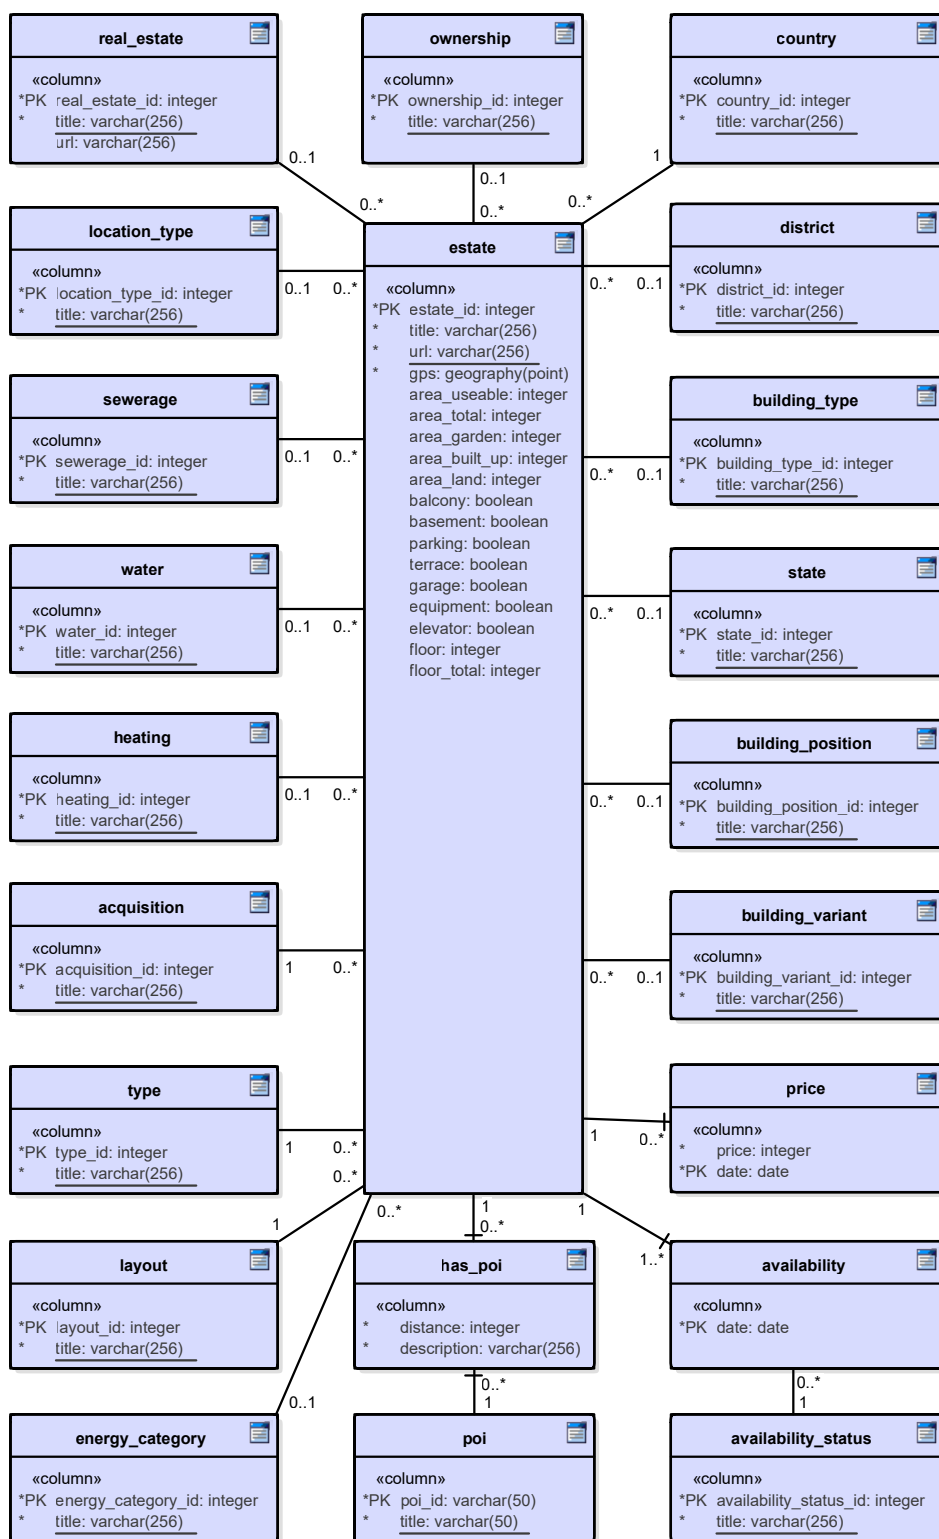 real_estate
«column»
*PK real_estate_id: integer
* title: varchar(256)
url: varchar(256)
ownership
«column»
*PK ownership_id: integer
* title: varchar(256)
country
«column»
*PK country_id: integer
* title: varchar(256)
0..1
0..*
0..1
0..*
1
0..*
location_type
«column»
*PK location_type_id: integer
* title: varchar(256)
0..1 0..*
estate
«column»
*PK estate_id: integer
* title: varchar(256)
* url: varchar(256)
* gps: geography(point)
area_useable: integer
area_total: integer
area_garden: integer
area_built_up: integer
area_land: integer
balcony: boolean
basement: boolean
parking: boolean
terrace: boolean
garage: boolean
equipment: boolean
elevator: boolean
floor: integer
floor_total: integer
district
«column»
*PK district_id: integer
* title: varchar(256)
0..* 0..1
sewerage
«column»
*PK sewerage_id: integer
* title: varchar(256)
0..1 0..*
building_type
«column»
*PK building_type_id: integer
* title: varchar(256)
0..* 0..1
water
«column»
*PK water_id: integer
* title: varchar(256)
0..1 0..*
state
«column»
*PK state_id: integer
* title: varchar(256)
0..* 0..1
heating
«column»
*PK heating_id: integer
* title: varchar(256)
0..1 0..*
building_position
«column»
*PK building_position_id: integer
* title: varchar(256)
0..* 0..1
acquisition
«column»
*PK acquisition_id: integer
* title: varchar(256)
1 0..*
building_variant
«column»
*PK building_variant_id: integer
* title: varchar(256)
0..* 0..1
type
«column»
*PK type_id: integer
* title: varchar(256)
1 0..*
price
«column»
* price: integer
*PK date: date
1 0..*
0..*
1
layout
«column»
*PK layout_id: integer
* title: varchar(256)
0..*
0..1
1
0..*
has_poi
«column»
* distance: integer
* description: varchar(256)
1
1..*
availability
«column»
*PK date: date
0..*
1
0..*
1
energy_category
«column»
*PK energy_category_id: integer
* title: varchar(256)
poi
«column»
*PK poi_id: varchar(50)
* title: varchar(50)
availability_status
«column»
*PK availability_status_id: integer
* title: varchar(256)